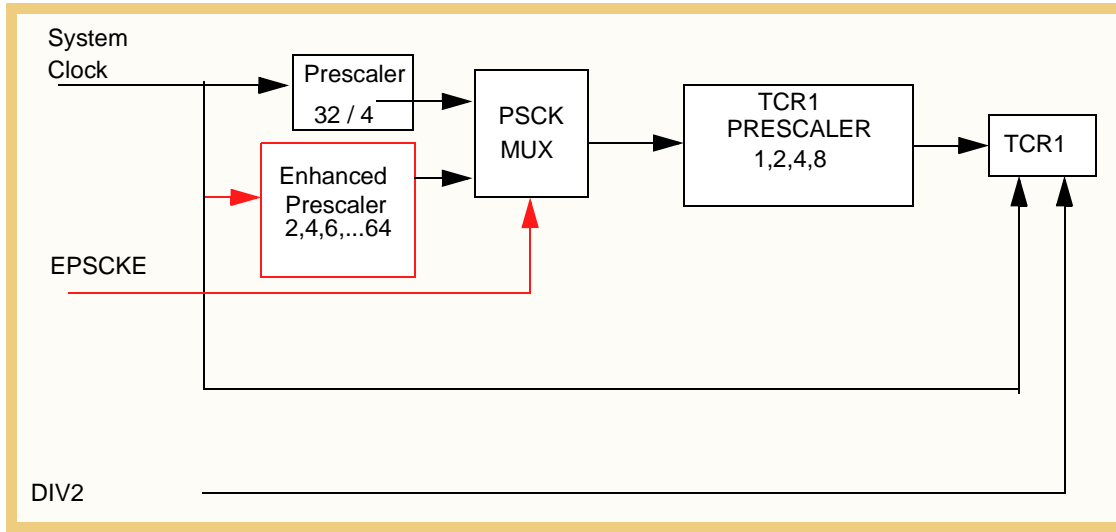 System
Clock
Prescaler
32 / 4
PSCK
MUX
TCR1
PRESCALER
1,2,4,8
TCR1
Enhanced
Prescaler
2,4,6,...64
EPSCKE
DIV2